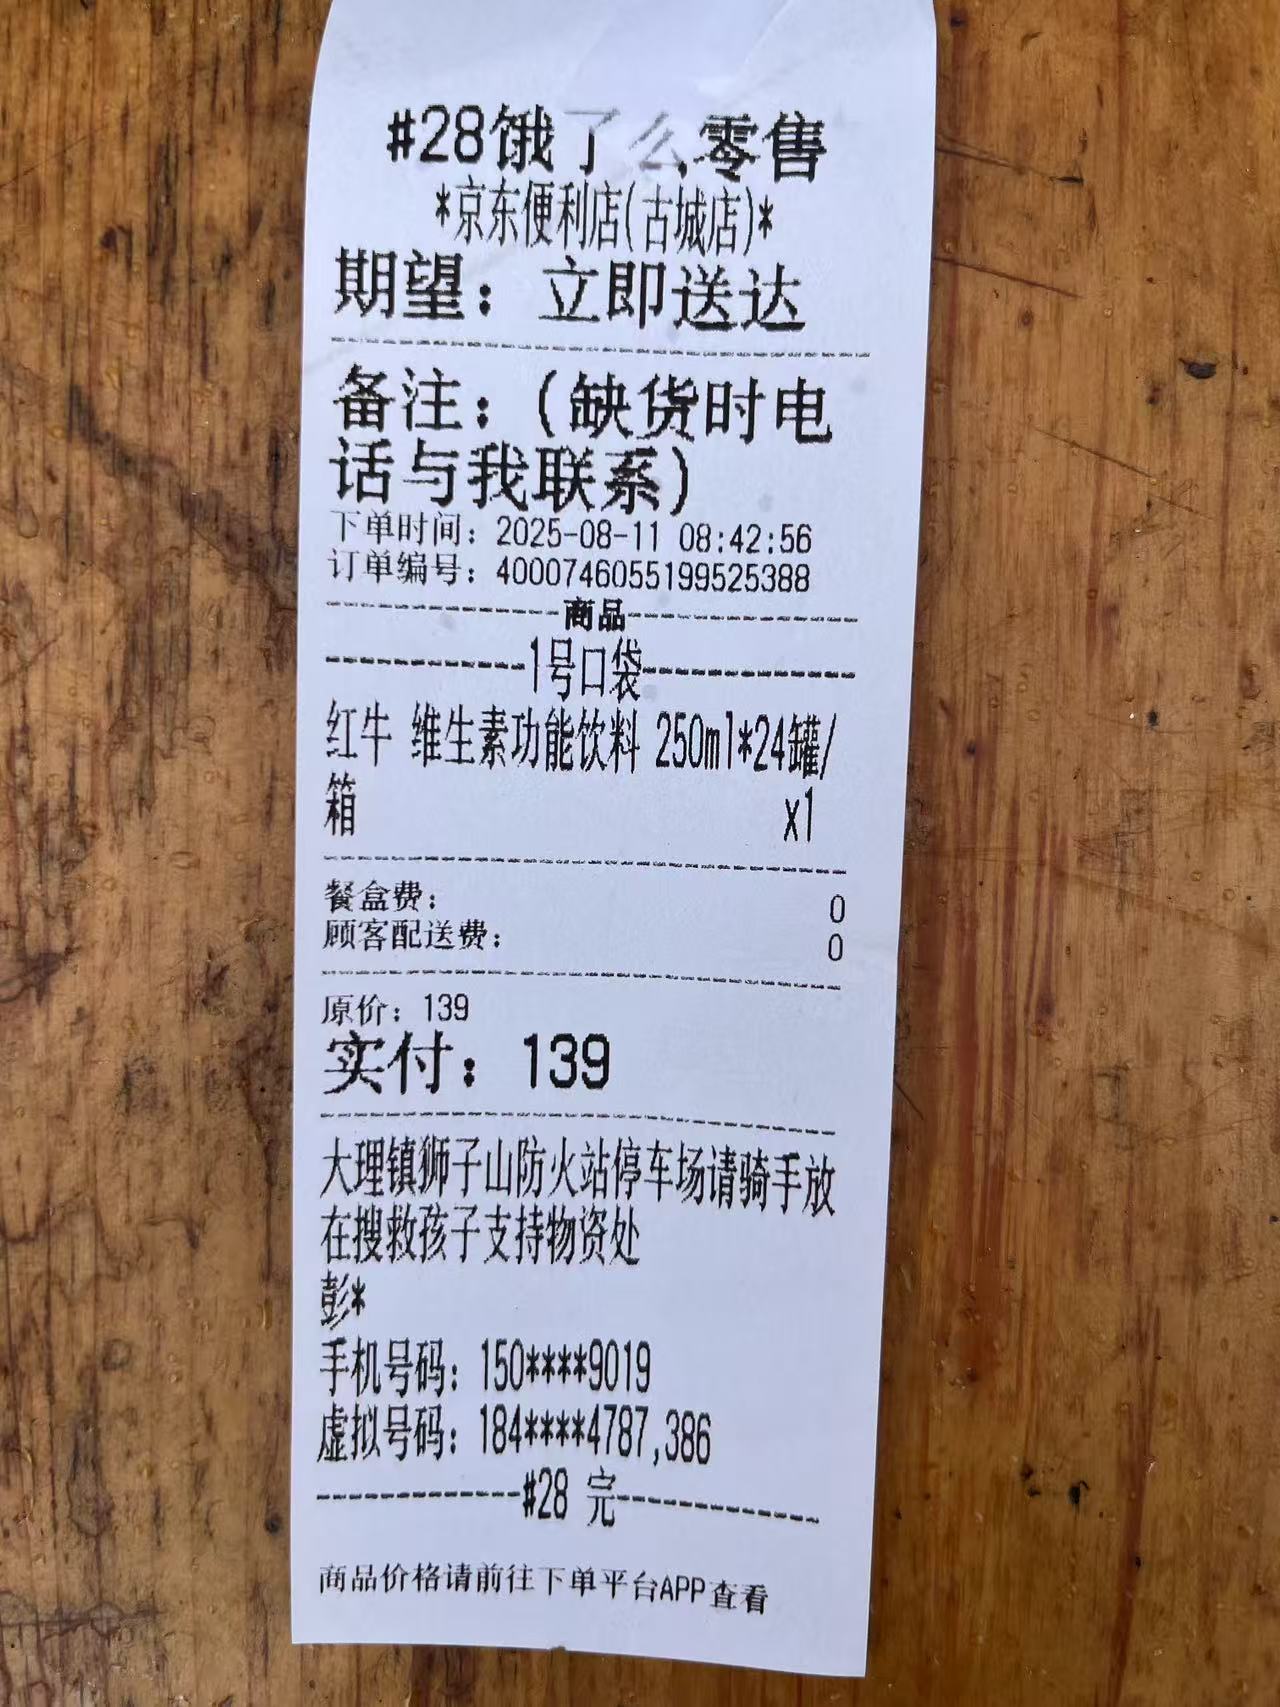 #28饿了么零售
*京东便利店(古城店)*
期望：立即送达
备注：(缺货时电
话与我联系)
下单时间：2025-08-11 08:42:56
订单编号：4000746055199525388
商品
1号口袋
红牛 维生素功能饮料 250ml*24罐/
箱 x1
餐盒费： 0
顾客配送费： 0
原价：139
实付：139
大理镇狮子山防火站停车场请骑手放
在搜救孩子支持物资处
彭*
手机号码：150****9019
虚拟号码：184****4787,386
#28 完
商品价格请前往下单平台APP查看